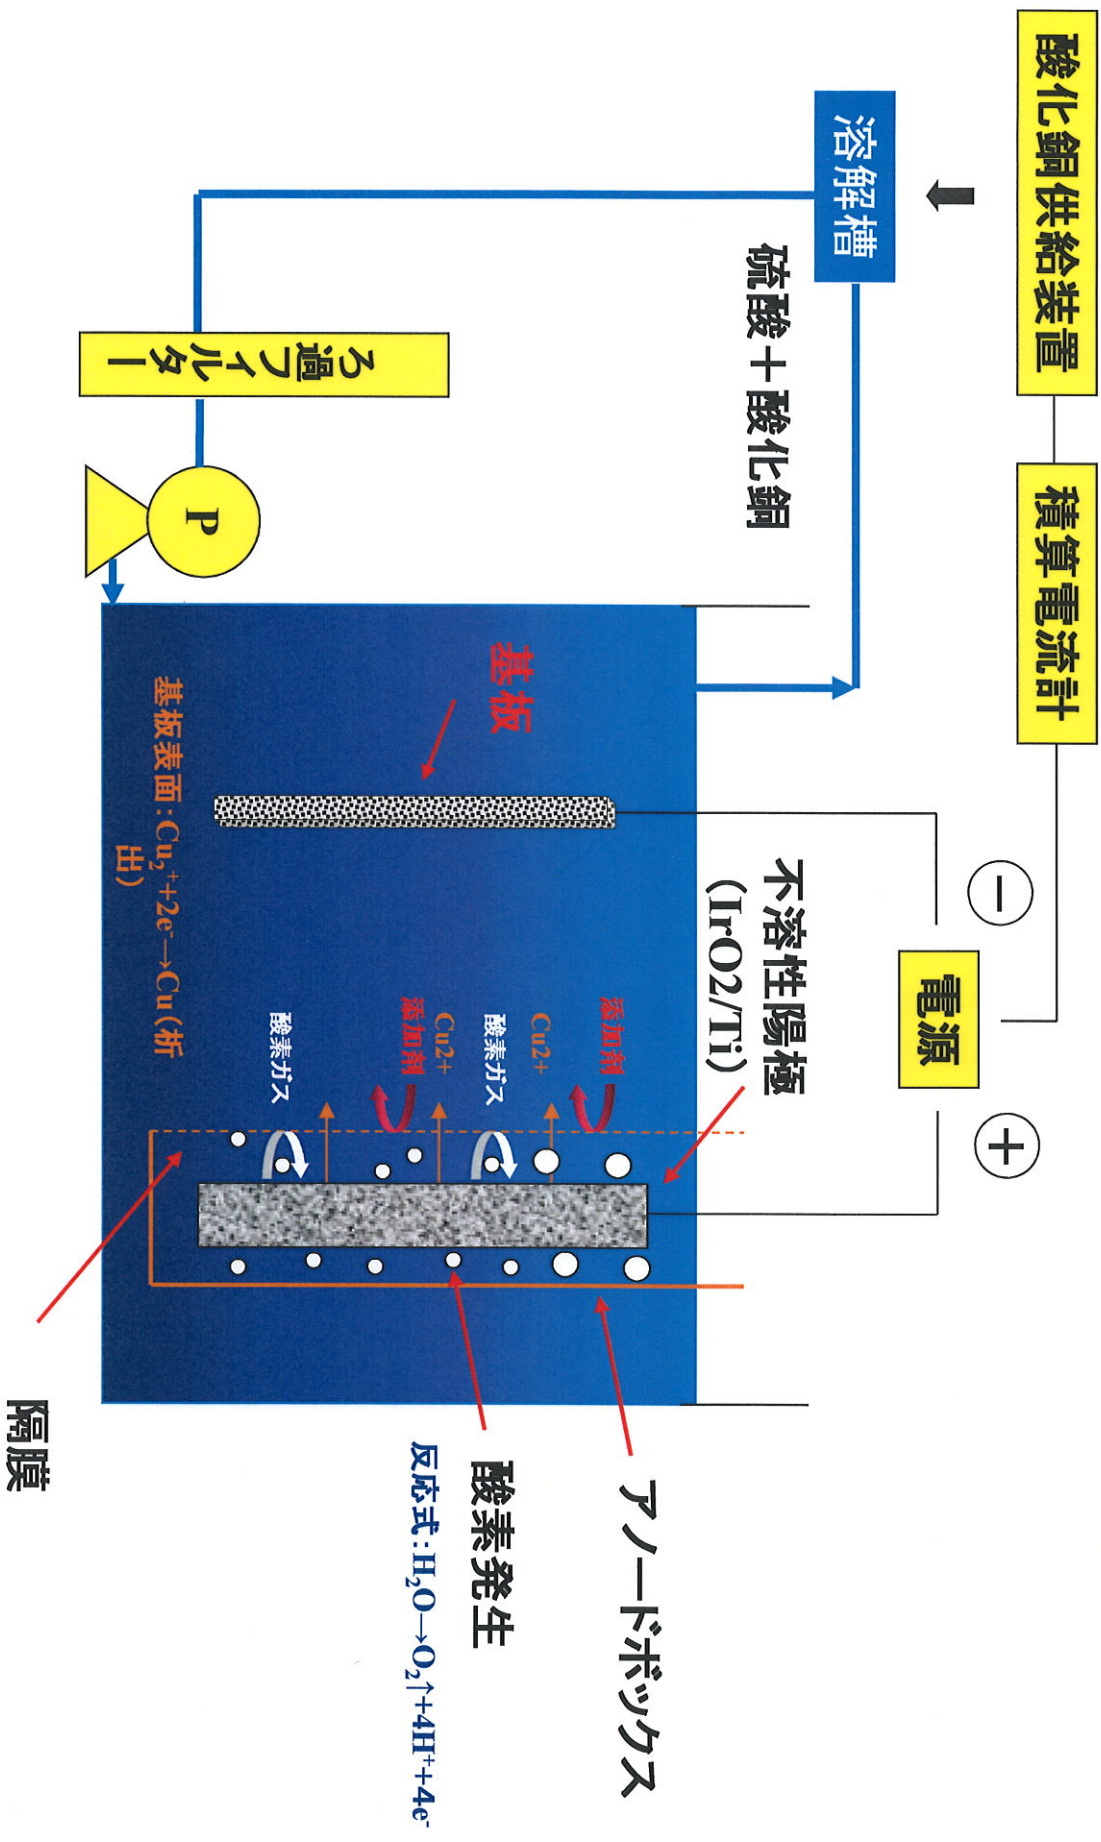 酸化銅供給装置
積算電流計
溶解槽
硫酸＋酸化銅
ろ過フィルター
P
－
電源
＋
不溶性陽極
（IrO2/Ti）
基板
添加剤
Cu2+
酸素ガス
Cu2+
添加剤
酸素ガス
基板表面：Cu₂⁺+2e⁻→Cu（析
出）
アノードボックス
酸素発生
反応式：H₂O→O₂↑+4H⁺+4e⁻
隔膜